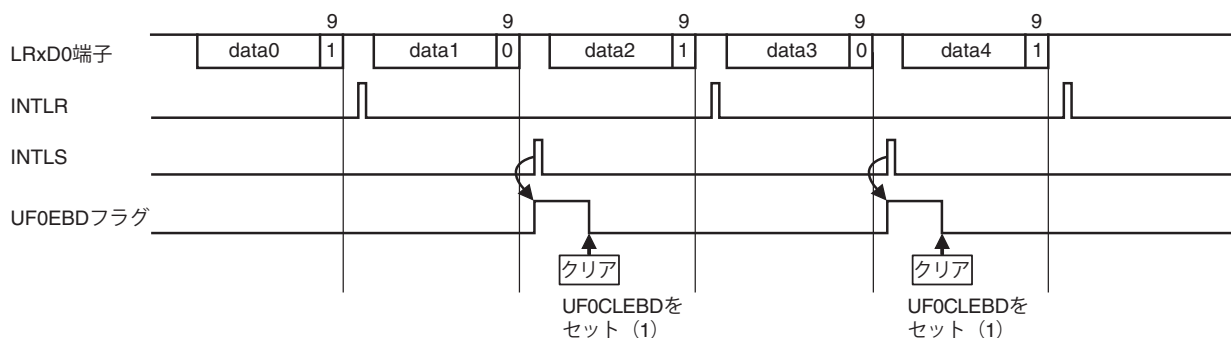 9 9 9 9 9
LRxD0端子 data0 1 data1 0 data2 1 data3 0 data4 1
INTLR
INTLS
UF0EBDフラグ
クリア クリア
UF0CLEBDを UF0CLEBDを
セット（1） セット（1）